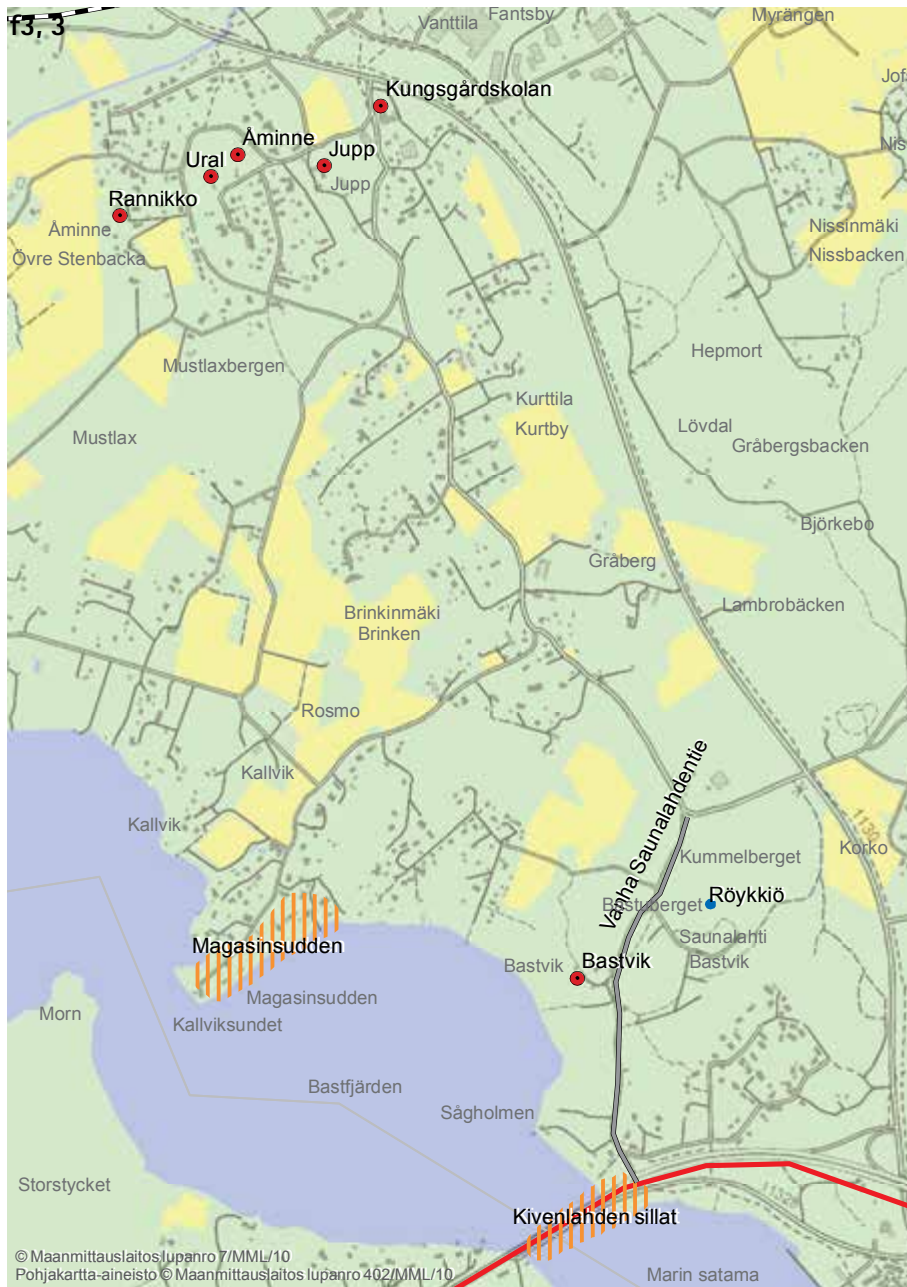 f3, 3
Vanttila
Fantsby
Myrängen
Kungsgårdskolan
Åminne
Jupp
Jupp
Ural
Rannikko
Åminne
Övre Stenbacka
Nissinmäki
Nissbacken
Mustlaxbergen
Hepmort
Mustlax
Kurttila
Kurtby
Lövdal
Gråbergsbacken
Björkebo
Gråberg
Brinkinmäki
Brinken
Lambrobäcken
Rosmo
Kallvik
Kallvik
Vanha Saunalahdentie
1130
Korko
Kummelberget
Röykkiö
Bastuberget
Saunalahti
Bastvik
Magasinsudden
Bastvik
Bastvik
Magasinsudden
Morn
Kallviksundet
Bastfjärden
Sågholmen
Storstycket
Kivenlahden sillat
Marin satama
© Maanmittauslaitos lupanro 7/MML/10
Pohjakartta-aineisto © Maanmittauslaitos lupanro 402/MML/10